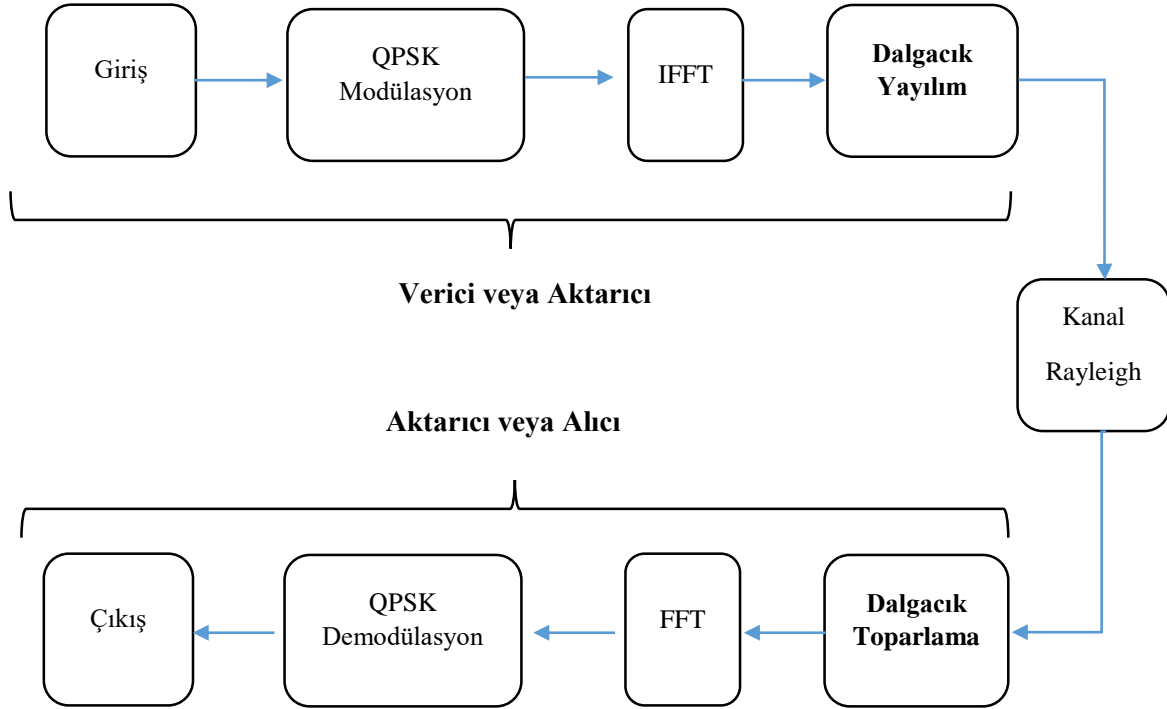 Giriş
QPSK
Modülasyon
IFFT
Dalgacık
Yayılım
Verici veya Aktarıcı
Kanal
Rayleigh
Aktarıcı veya Alıcı
Çıkış
QPSK
Demodülasyon
FFT
Dalgacık
Toparlama